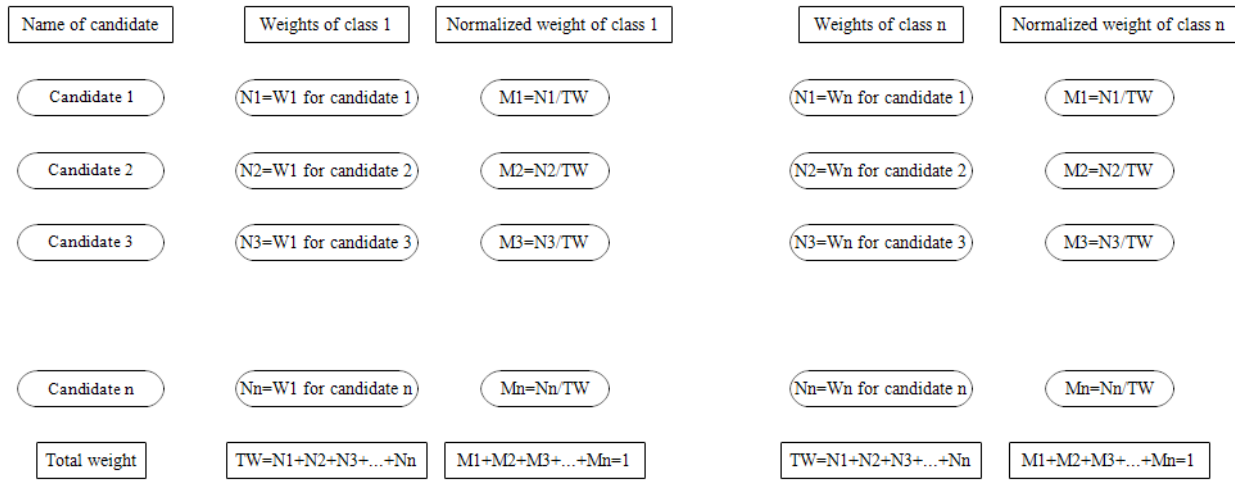 Name of candidate
Weights of class 1
Normalized weight of class 1
Weights of class n
Normalized weight of class n
Candidate 1
N1=W1 for candidate 1
M1=N1/TW
N1=Wn for candidate 1
M1=N1/TW
Candidate 2
N2=W1 for candidate 2
M2=N2/TW
N2=Wn for candidate 2
M2=N2/TW
Candidate 3
N3=W1 for candidate 3
M3=N3/TW
N3=Wn for candidate 3
M3=N3/TW
Candidate n
Nn=W1 for candidate n
Mn=Nn/TW
Nn=Wn for candidate n
Mn=Nn/TW
Total weight
TW=N1+N2+N3+...+Nn
M1+M2+M3+...+Mn=1
TW=N1+N2+N3+...+Nn
M1+M2+M3+...+Mn=1